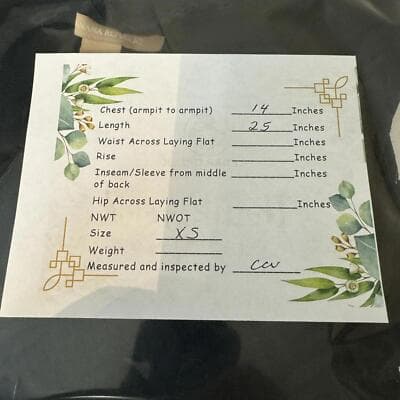 Chest (armpit to armpit) 14 Inches
Length 25 Inches
Waist Across Laying Flat Inches
Rise Inches
Inseam/Sleeve from middle Inches
of back
Hip Across Laying Flat Inches
NWT NWOT
Size XS
Weight
Measured and inspected by